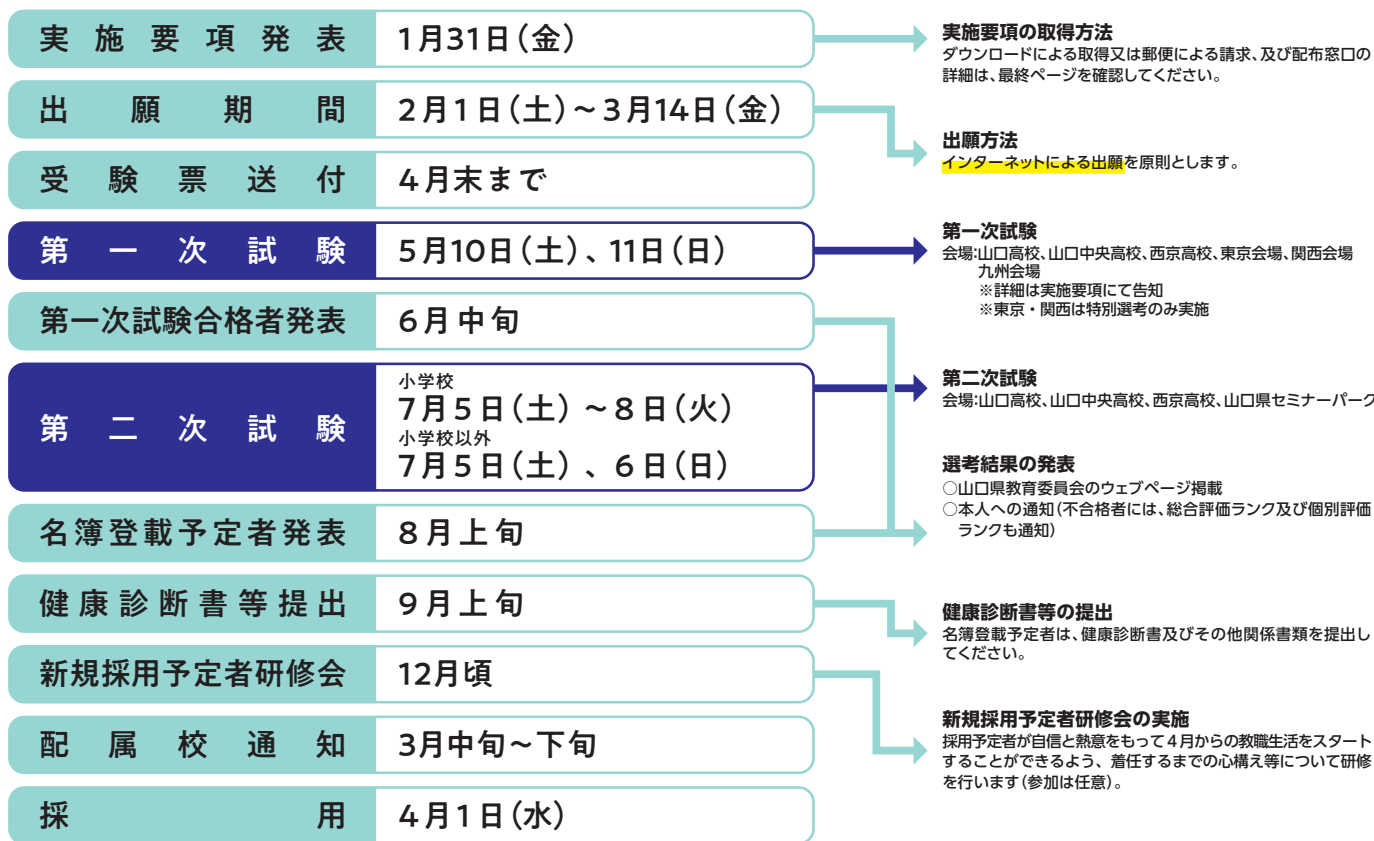 実施要項発表 1月31日(金)
出願期間 2月1日(土)~3月14日(金)
受験票送付 4月末まで
第一次試験 5月10日(土)、11日(日)
第一次試験合格者発表 6月中旬
第二次試験
小学校
7月5日(土)~8日(火)
小学校以外
7月5日(土)、6日(日)
名簿登載予定者発表 8月上旬
健康診断書等提出 9月上旬
新規採用予定者研修会 12月頃
配属校通知 3月中旬~下旬
採用 4月1日(水)
実施要項の取得方法
ダウンロードによる取得又は郵便による請求、及び配布窓口の
詳細は、最終ページを確認してください。
出願方法
インターネットによる出願を原則とします。
第一次試験
会場:山口高校、山口中央高校、西京高校、東京会場、関西会場
九州会場
※詳細は実施要項にて告知
※東京・関西は特別選考のみ実施
第二次試験
会場:山口高校、山口中央高校、西京高校、山口県セミナーパーク
選考結果の発表
○山口県教育委員会のウェブページ掲載
○本人への通知(不合格者には、総合評価ランク及び個別評価
ランクも通知)
健康診断書等の提出
名簿登載予定者は、健康診断書及びその他関係書類を提出し
てください。
新規採用予定者研修会の実施
採用予定者が自信と熱意をもって4月からの教職生活をスタート
することができるよう、着任するまでの心構え等について研修
を行います(参加は任意)。